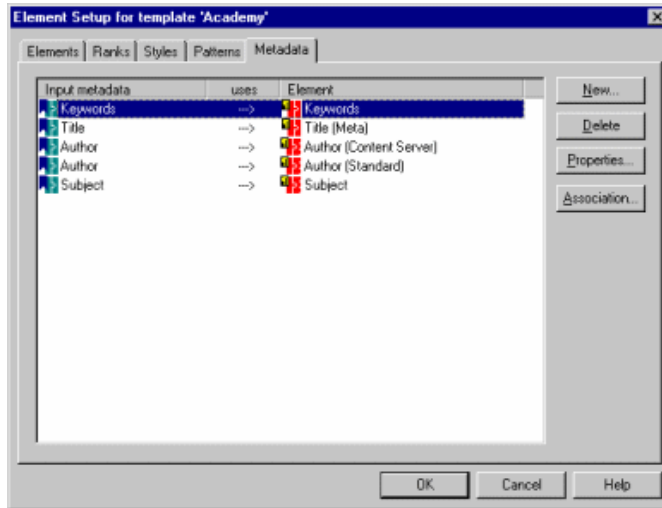 Element Setup for template 'Academy'
Elements Ranks Styles Patterns Metadata
Input metadata uses Element
Keywords ---> Keywords
Title ---> Title (Meta)
Author ---> Author (Content Server)
Author ---> Author (Standard)
Subject ---> Subject
New...
Delete
Properties...
Association...
OK Cancel Help